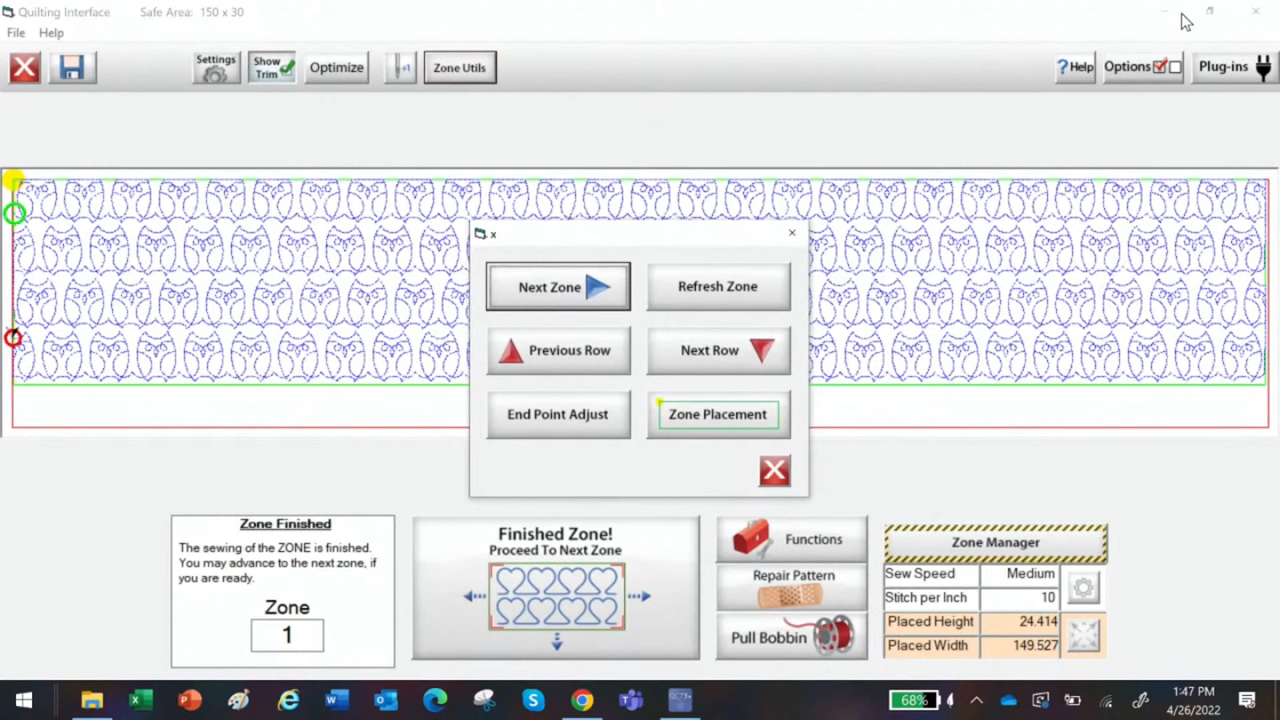 Quilting Interface Safe Area: 150 x 30
File Help
Settings
Show
Trim
Optimize
+1
Zone Utils
?Help
Options
Plug-ins
x
Next Zone
Refresh Zone
Previous Row
Next Row
End Point Adjust
Zone Placement
Zone Finished
The sewing of the ZONE is finished.
You may advance to the next zone, if
you are ready.
Zone
1
Finished Zone!
Proceed To Next Zone
Functions
Repair Pattern
Pull Bobbin
Zone Manager
Sew Speed Medium
Stitch per Inch 10
Placed Height 24.414
Placed Width 149.527
68%
1:47 PM
4/26/2022